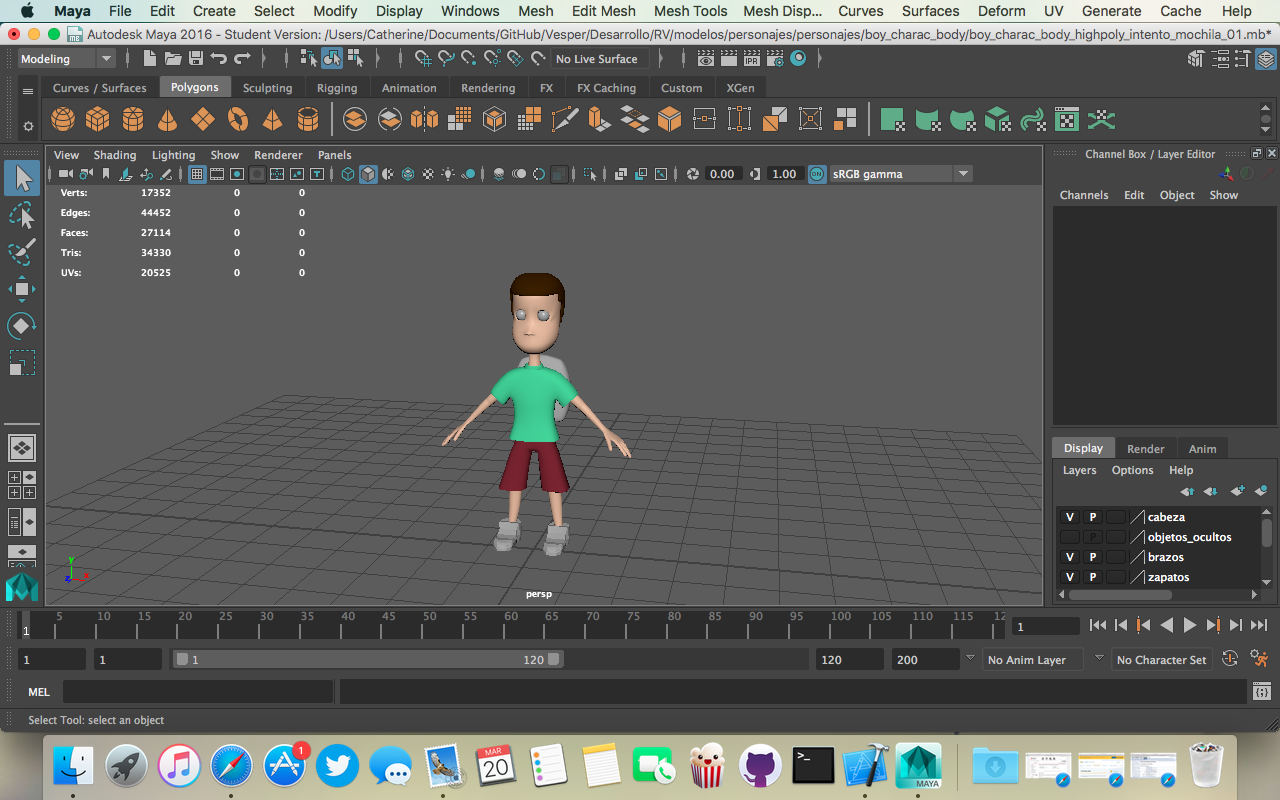 Maya File Edit Create Select Modify Display Windows Mesh Edit Mesh Mesh Tools Mesh Disp... Curves Surfaces Deform UV Generate Cache Help
Autodesk Maya 2016 - Student Version: /Users/Catherine/Documents/GitHub/Vesper/Desarrollo/RV/modelos/personajes/personajes/boy_charac_body/boy_charac_body_highpoly_intento_mochila_01.mb*
Modeling No Live Surface IPR
Curves / Surfaces Polygons Sculpting Rigging Animation Rendering FX FX Caching Custom XGen
View Shading Lighting Show Renderer Panels
0.00 1.00 ON sRGB gamma
Verts: 17352 0 0
Edges: 44452 0 0
Faces: 27114 0 0
Tris: 34330 0 0
UVs: 20525 0 0
y
z x
persp
Channel Box / Layer Editor
Channels Edit Object Show
Display Render Anim
Layers Options Help
V P cabeza
P objetos_ocultos
V P brazos
V P zapatos
5 10 15 20 25 30 35 40 45 50 55 60 65 70 75 80 85 90 95 100 105 110 115 12
1 1
1 1 1 120 120 200 No Anim Layer No Character Set
MEL
Select Tool: select an object
1 MAR 20 >_ MAYA